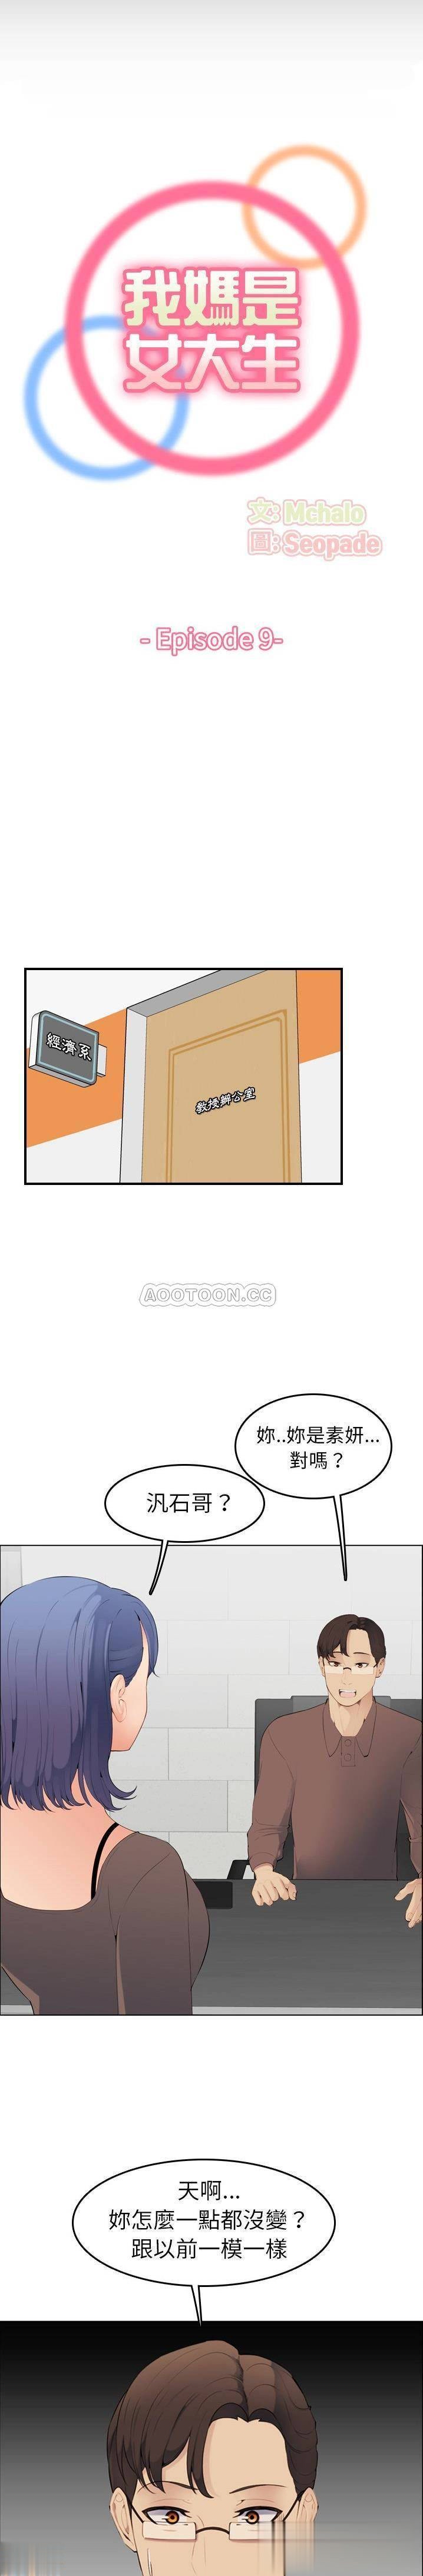 我媽是
女大生
文: Mchalo
圖: Seopade
- Episode 9-
經濟系
教授辦公室
AOOTOON.CC
妳..妳是素妍...
對嗎？
汎石哥？
天啊...
妳怎麼一點都沒變？
跟以前一模一樣